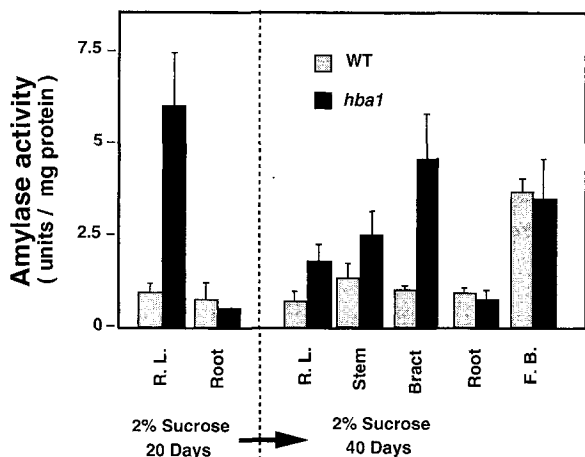 Amylase activity
( units / mg protein )
7.5
5
2.5
0
WT
hba1
R. L.
Root
R. L.
Stem
Bract
Root
F. B.
2% Sucrose
20 Days
2% Sucrose
40 Days